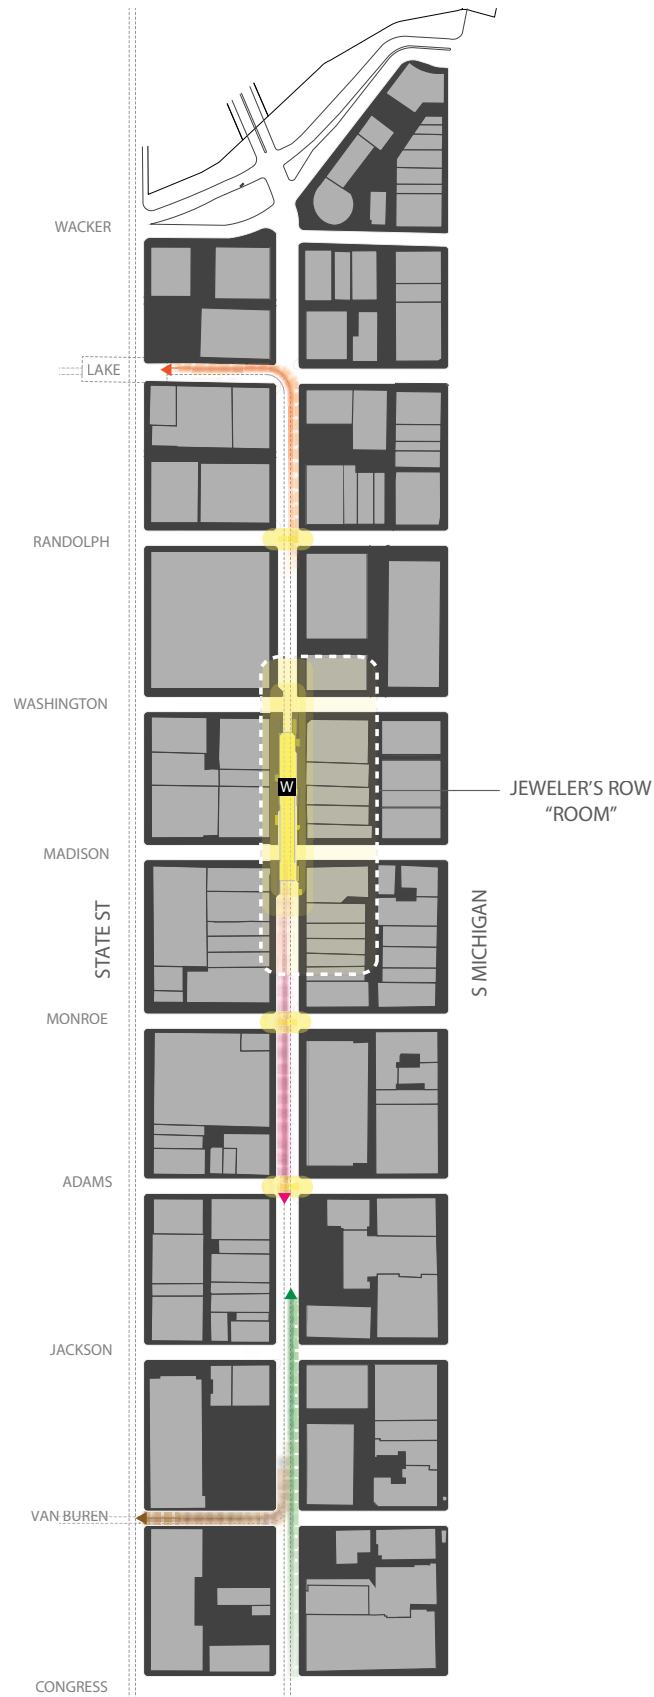 WACKER
LAKE
RANDOLPH
WASHINGTON
W
JEWELER’S ROW
“ROOM”
MADISON
STATE ST
S MICHIGAN
MONROE
ADAMS
JACKSON
VAN BUREN
CONGRESS